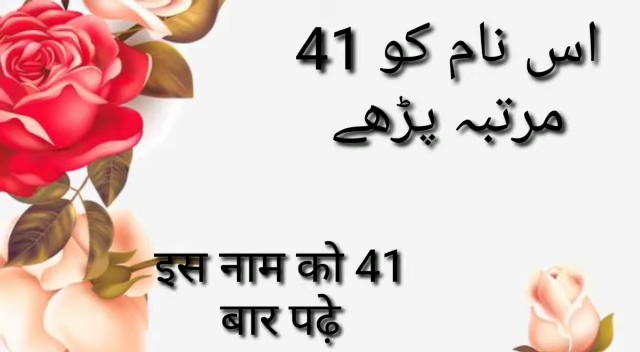 اس نام کو 41
مرتبہ پڑھے
इस नाम को 41
बार पढ़े